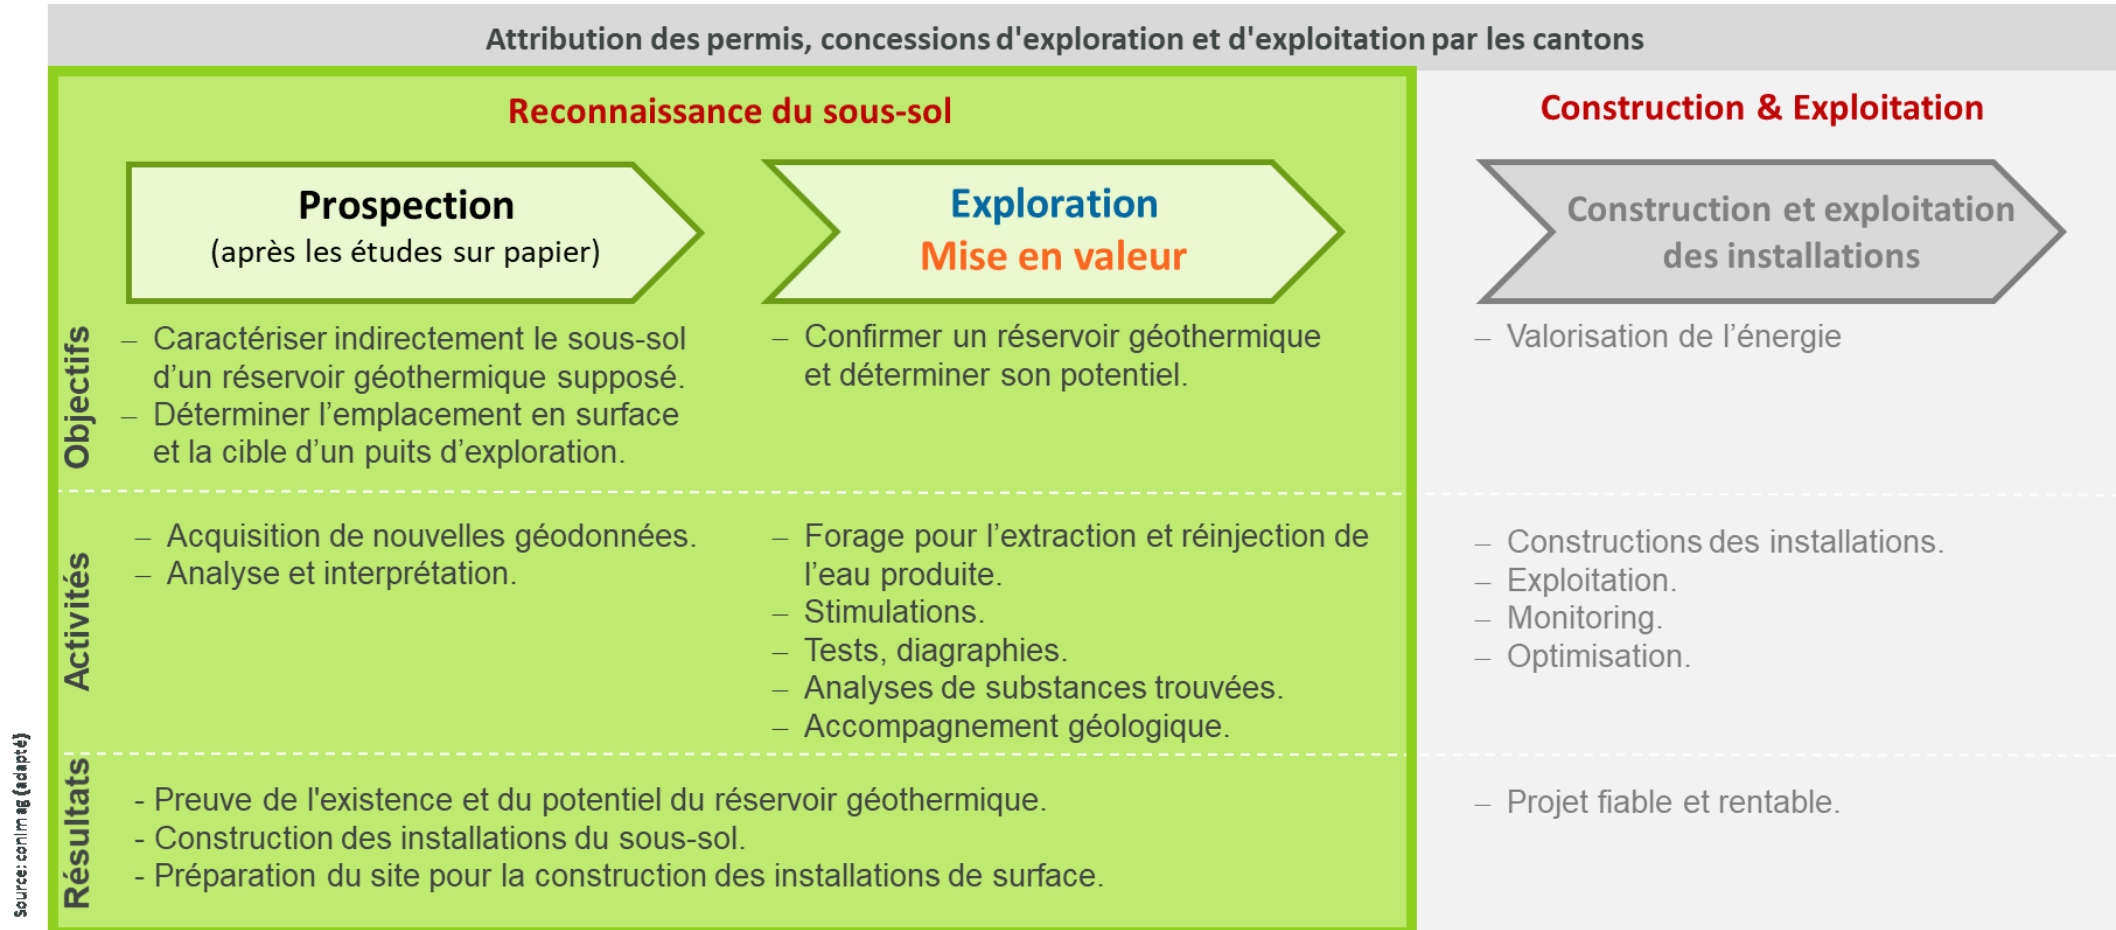 Attribution des permis, concessions d'exploration et d'exploitation par les cantons
Reconnaissance du sous-sol
Construction & Exploitation
Prospection
(après les études sur papier)
Exploration
Mise en valeur
Construction et exploitation
des installations
Objectifs
– Caractériser indirectement le sous-sol
d’un réservoir géothermique supposé.
– Déterminer l’emplacement en surface
et la cible d’un puits d’exploration.
– Confirmer un réservoir géothermique
et déterminer son potentiel.
– Valorisation de l’énergie
Activités
– Acquisition de nouvelles géodonnées.
– Analyse et interprétation.
– Forage pour l’extraction et réinjection de
l’eau produite.
– Stimulations.
– Tests, diagraphies.
– Analyses de substances trouvées.
– Accompagnement géologique.
– Constructions des installations.
– Exploitation.
– Monitoring.
– Optimisation.
Résultats
- Preuve de l'existence et du potentiel du réservoir géothermique.
- Construction des installations du sous-sol.
- Préparation du site pour la construction des installations de surface.
– Projet fiable et rentable.
Source: conim ag (adapté)